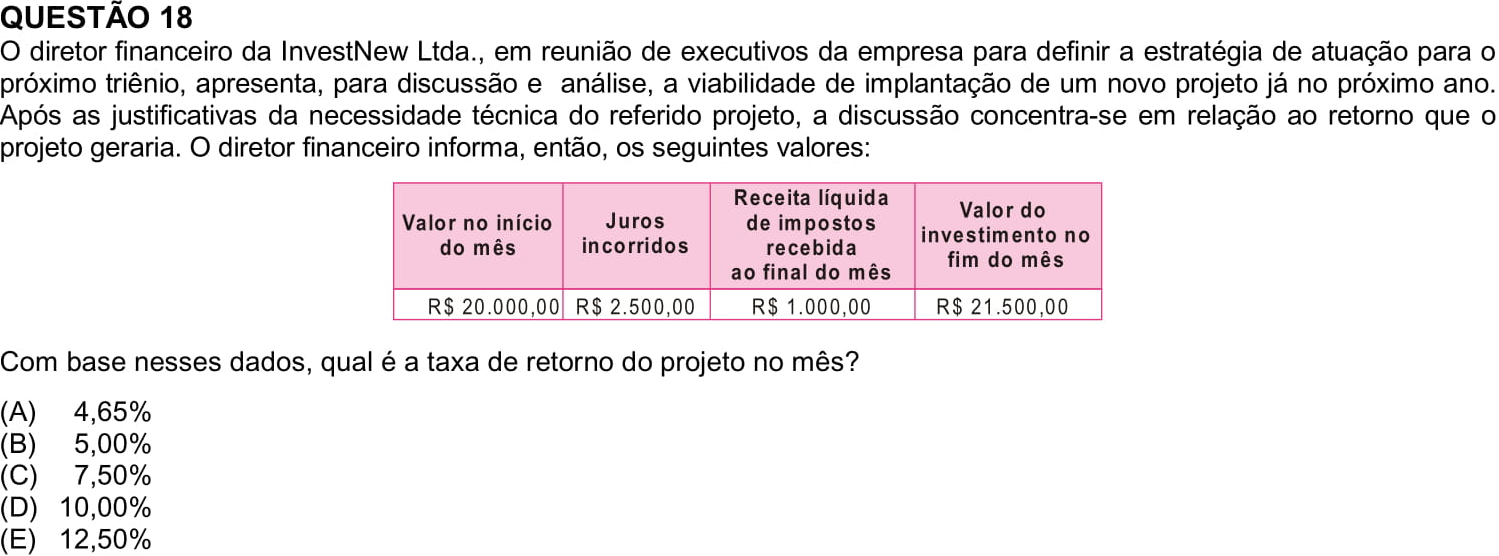 QUESTÃO 18
O diretor financeiro da InvestNew Ltda., em reunião de executivos da empresa para definir a estratégia de atuação para o
próximo triênio, apresenta, para discussão e análise, a viabilidade de implantação de um novo projeto já no próximo ano.
Após as justificativas da necessidade técnica do referido projeto, a discussão concentra-se em relação ao retorno que o
projeto geraria. O diretor financeiro informa, então, os seguintes valores:
Valor no início
do mês
Juros
incorridos
Receita líquida
de impostos
recebida
ao final do mês
Valor do
investimento no
fim do mês
R$ 20.000,00 R$ 2.500,00 R$ 1.000,00 R$ 21.500,00
Com base nesses dados, qual é a taxa de retorno do projeto no mês?
(A) 4,65%
(B) 5,00%
(C) 7,50%
(D) 10,00%
(E) 12,50%